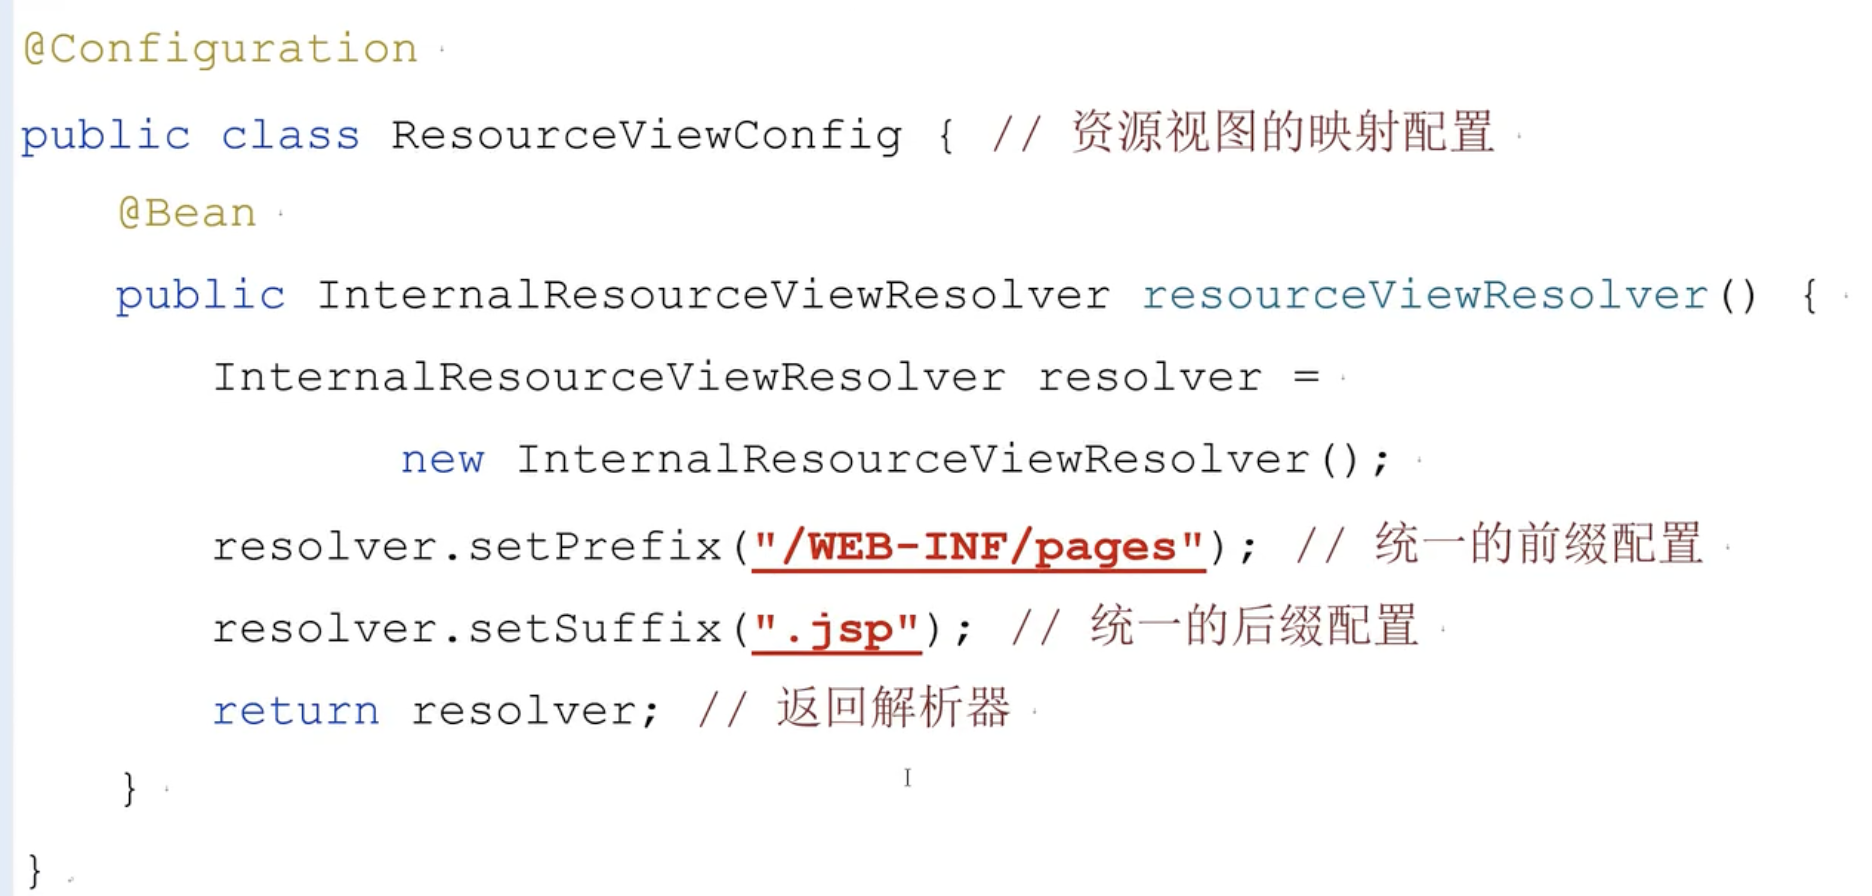 @Configuration
public class ResourceViewConfig { // 资源视图的映射配置
@Bean
public InternalResourceViewResolver resourceViewResolver() {
InternalResourceViewResolver resolver =
new InternalResourceViewResolver();
resolver.setPrefix("/WEB-INF/pages"); // 统一的前缀配置
resolver.setSuffix(".jsp"); // 统一的后缀配置
return resolver; // 返回解析器
}
}